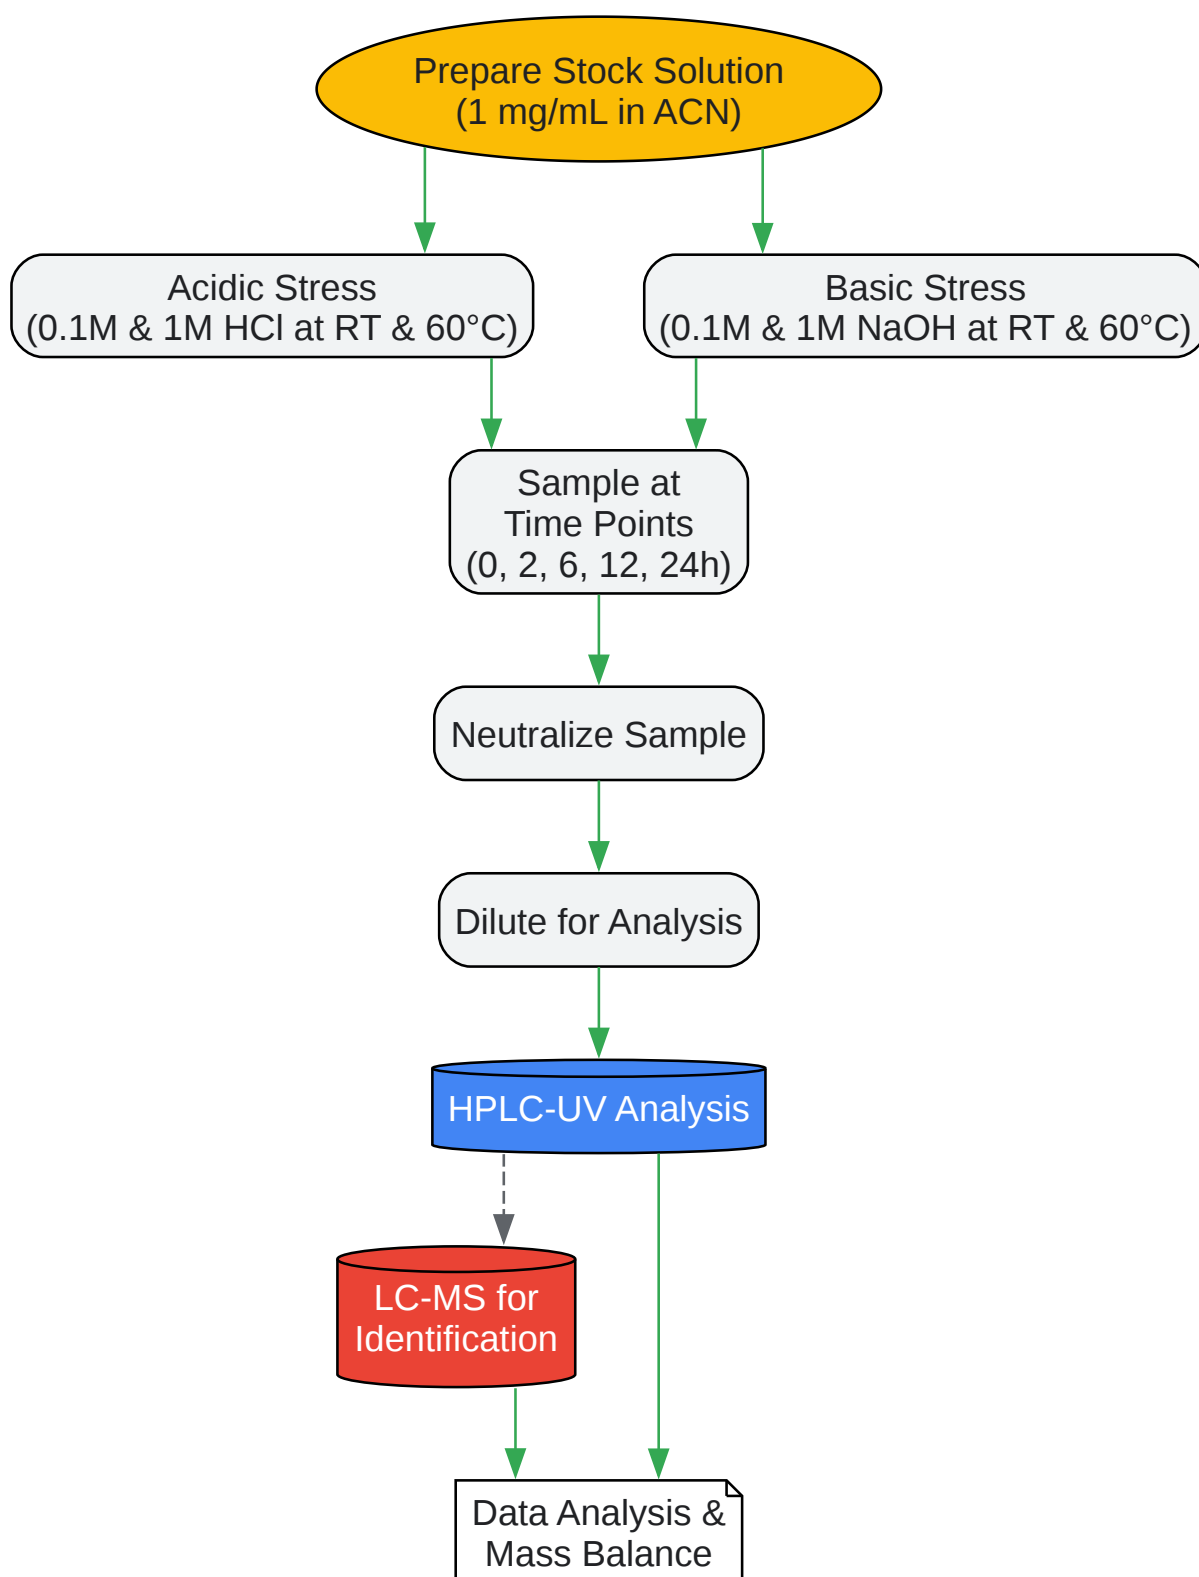 Prepare Stock Solution
(1 mg/mL in ACN)
Acidic Stress
(0.1M & 1M HCl at RT & 60°C)
Basic Stress
(0.1M & 1M NaOH at RT & 60°C)
Sample at
Time Points
(0, 2, 6, 12, 24h)
Neutralize Sample
Dilute for Analysis
HPLC-UV Analysis
LC-MS for
Identification
Data Analysis &
Mass Balance